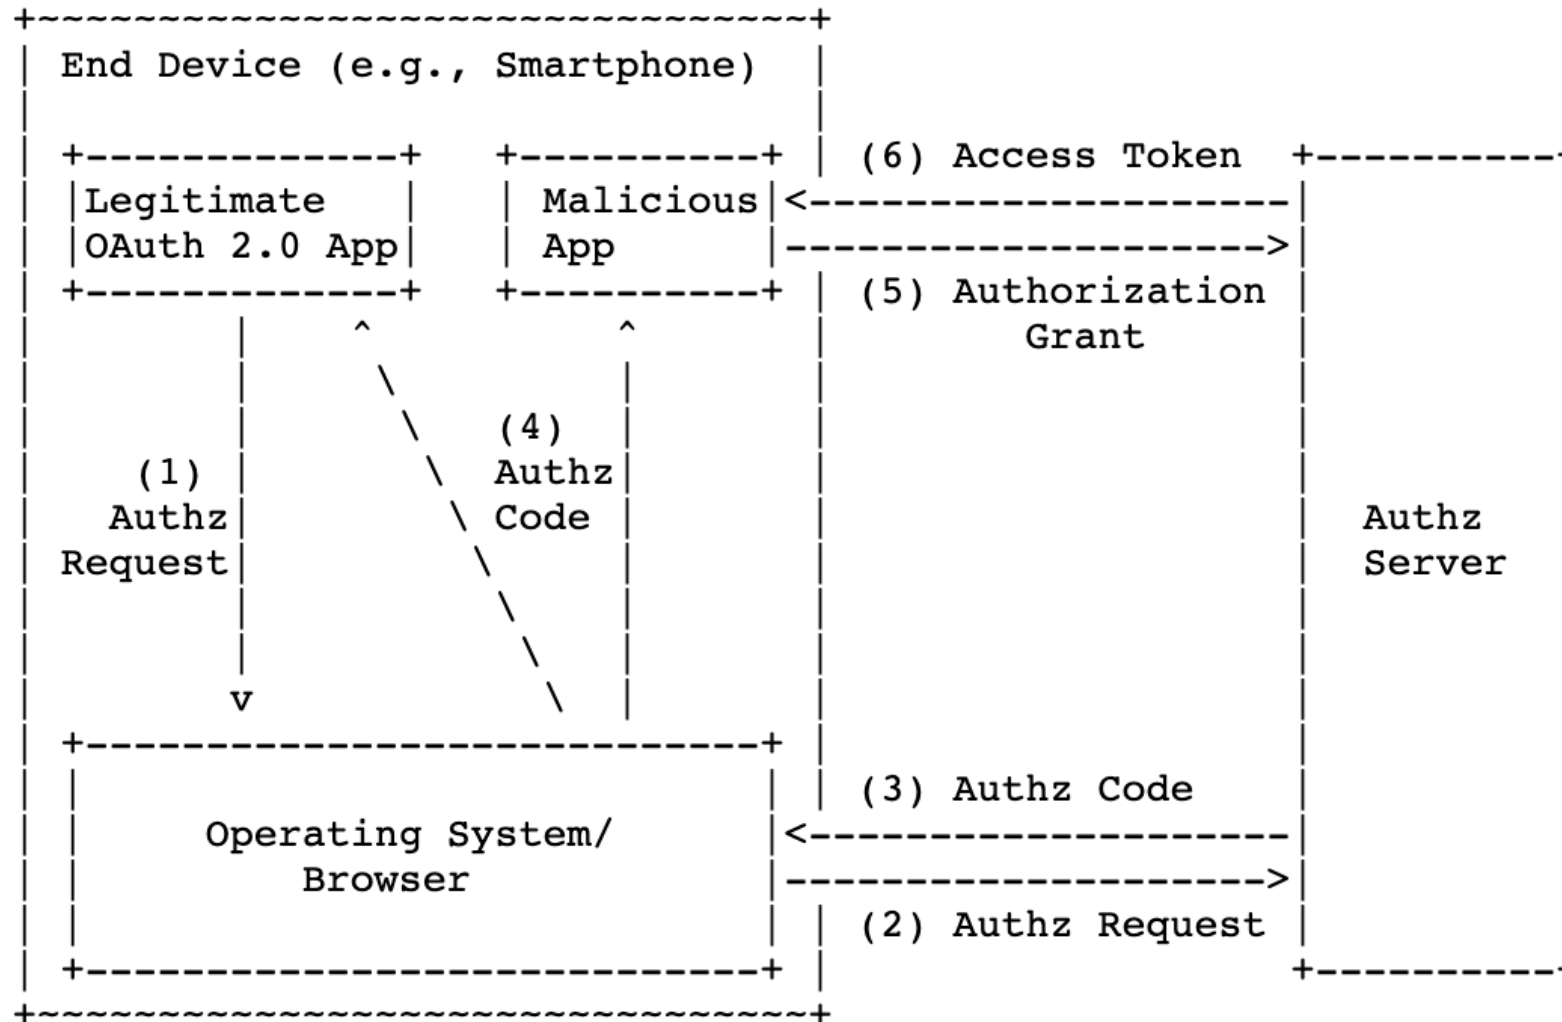 End Device (e.g., Smartphone)
(6) Access Token
Legitimate
OAuth 2.0 App
Malicious
App
(5) Authorization
Grant
(4)
Authz
Code
(1)
Authz
Request
Authz
Server
v
(3) Authz Code
Operating System/
Browser
(2) Authz Request